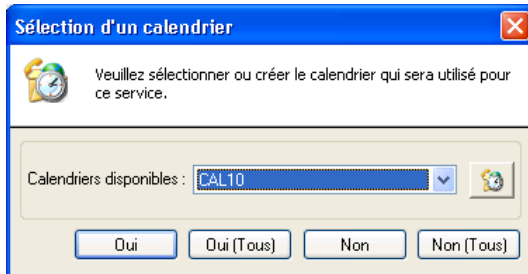 Sélection d'un calendrier
Veuillez sélectionner ou créer le calendrier qui sera utilisé pour
ce service.
Calendriers disponibles : CAL10
Oui Oui (Tous) Non Non (Tous)